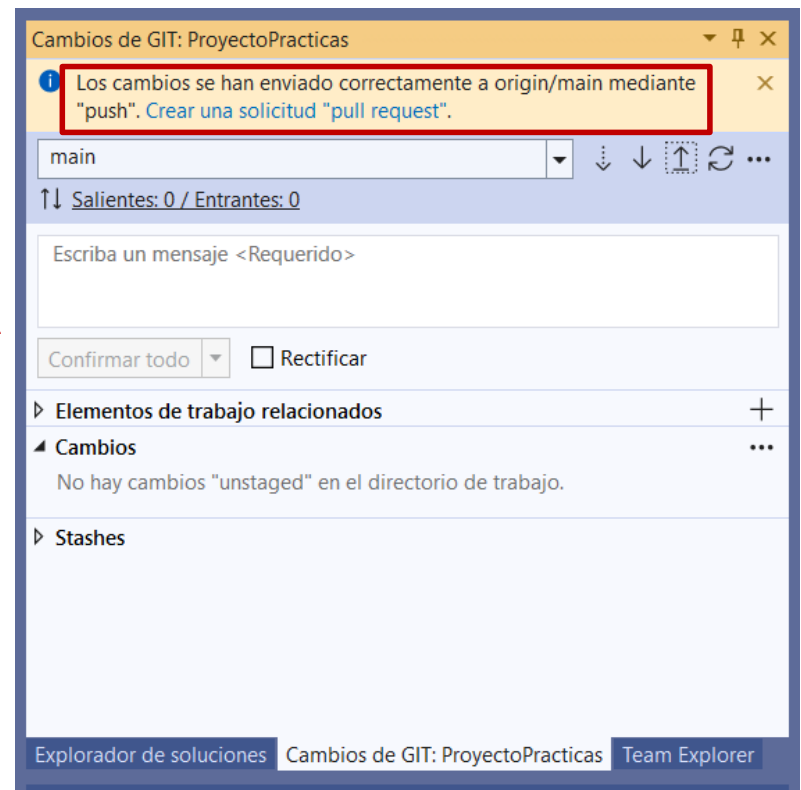 Cambios de GIT: ProyectoPracticas
Los cambios se han enviado correctamente a origin/main mediante
"push". Crear una solicitud "pull request".
main
Salientes: 0 / Entrantes: 0
Escriba un mensaje <Requerido>
Confirmar todo
Rectificar
Elementos de trabajo relacionados
Cambios
No hay cambios "unstaged" en el directorio de trabajo.
Stashes
Explorador de soluciones Cambios de GIT: ProyectoPracticas Team Explorer